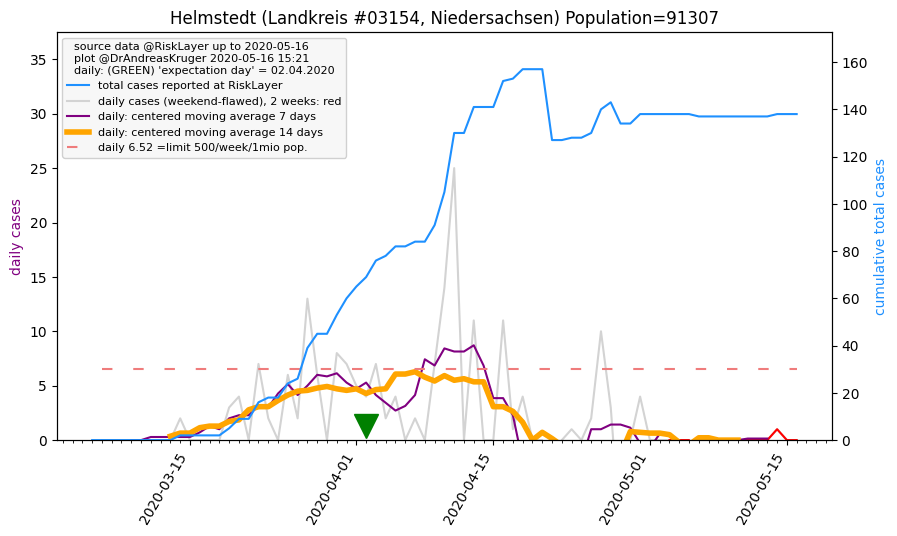 Helmstedt (Landkreis #03154, Niedersachsen) Population=91307
source data @RiskLayer up to 2020-05-16
plot @DrAndreasKruger 2020-05-16 15:21
daily: (GREEN) 'expectation day' = 02.04.2020
total cases reported at RiskLayer
daily cases (weekend-flawed), 2 weeks: red
daily: centered moving average 7 days
daily: centered moving average 14 days
daily 6.52 =limit 500/week/1mio pop.
daily cases
35
30
25
20
15
10
5
0
cumulative total cases
160
140
120
100
80
60
40
20
0
2020-03-15
2020-04-01
2020-04-15
2020-05-01
2020-05-15